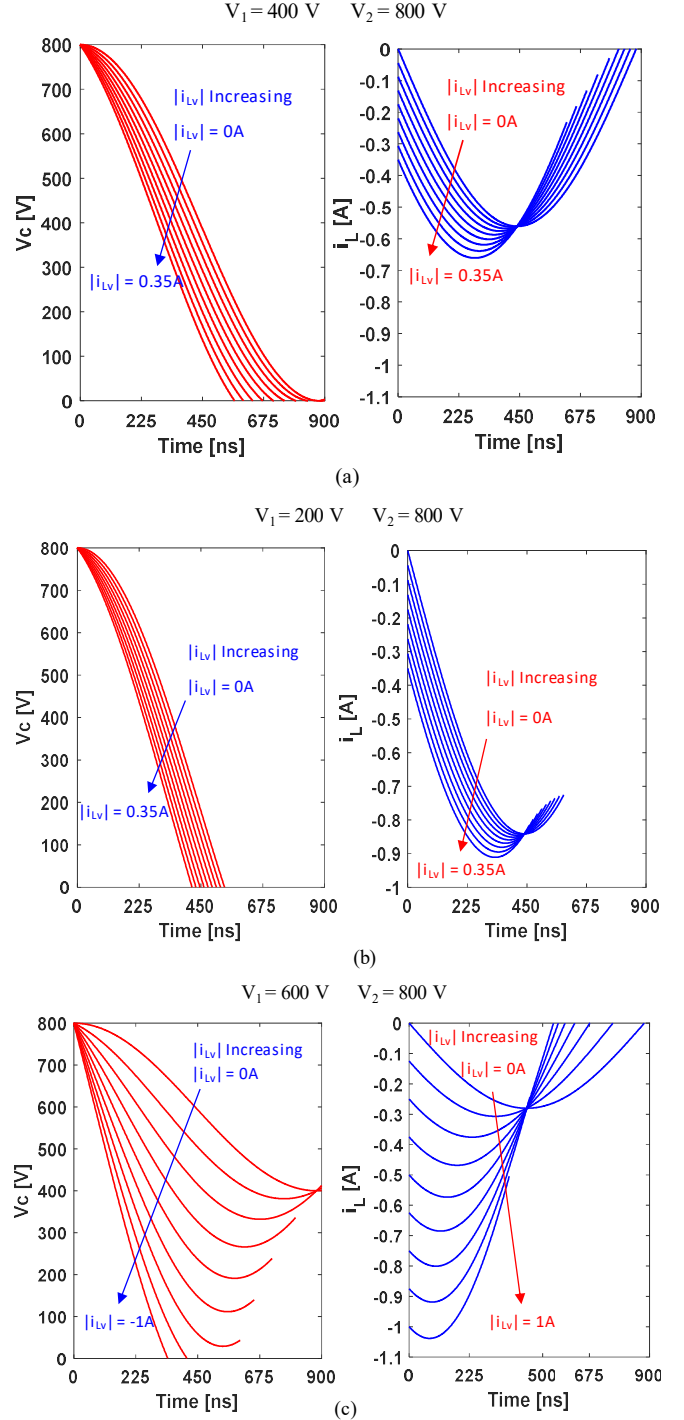 V1 = 400 V V2 = 800 V
800
700
600
500
400
300
200
100
0
Vc [V]
|iLv| Increasing
|iLv| = 0A
|iLv| = 0.35A
0 225 450 675 900
Time [ns]
0
-0.1
-0.2
-0.3
-0.4
-0.5
-0.6
-0.7
-0.8
-0.9
-1
-1.1
iL [A]
|iLv| Increasing
|iLv| = 0A
|iLv| = 0.35A
0 225 450 675 900
Time [ns]
(a)
V1 = 200 V V2 = 800 V
800
700
600
500
400
300
200
100
0
Vc [V]
|iLv| Increasing
|iLv| = 0A
|iLv| = 0.35A
0 225 450 675 900
Time [ns]
0
-0.1
-0.2
-0.3
-0.4
-0.5
-0.6
-0.7
-0.8
-0.9
-1
iL [A]
|iLv| Increasing
|iLv| = 0A
|iLv| = 0.35A
0 225 450 675 900
Time [ns]
(b)
V1 = 600 V V2 = 800 V
800
700
600
500
400
300
200
100
0
Vc [V]
|iLv| Increasing
|iLv| = 0A
|iLv| = -1A
0 225 450 675 900
Time [ns]
0
-0.1
-0.2
-0.3
-0.4
-0.5
-0.6
-0.7
-0.8
-0.9
-1
-1.1
iL [A]
|iLv| Increasing
|iLv| = 0A
|iLv| = 1A
0 225 450 675 900
Time [ns]
(c)